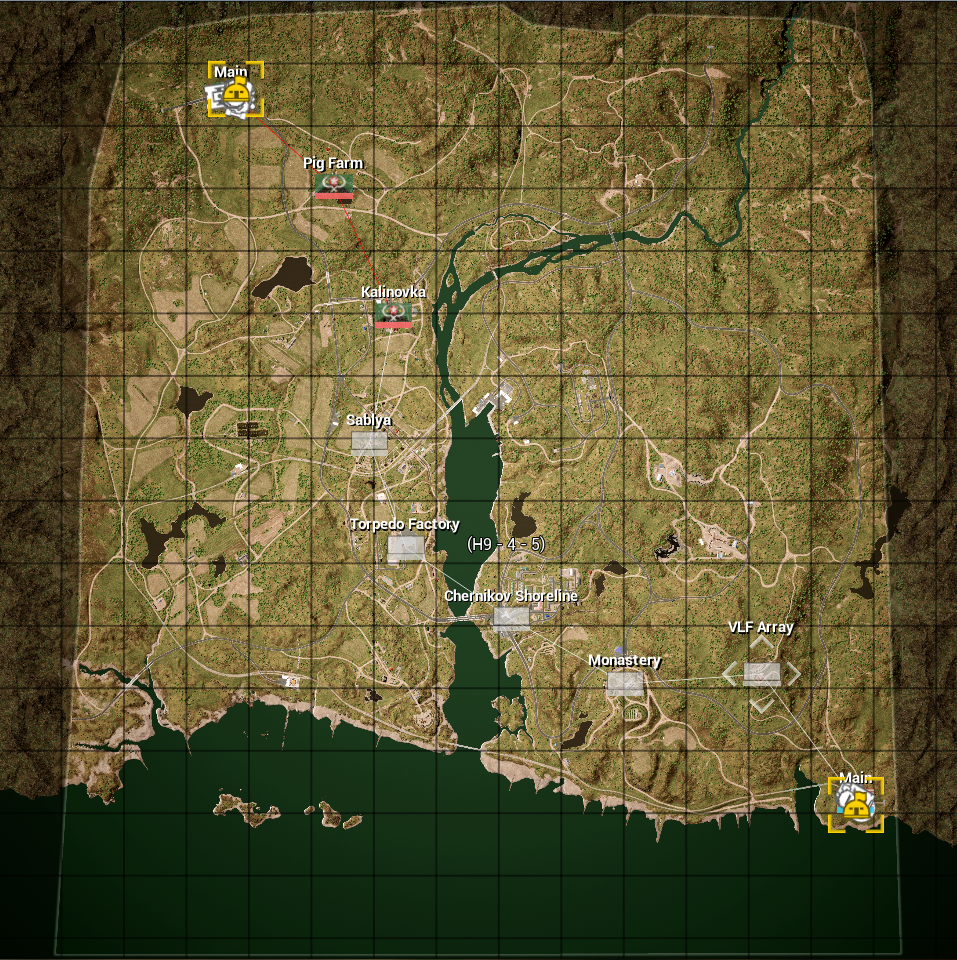 Main
Pig Farm
Kalinovka
Sablya
Torpedo Factory
(H9 - 4 - 5)
Chernikov Shoreline
VLF Array
Monastery
Main